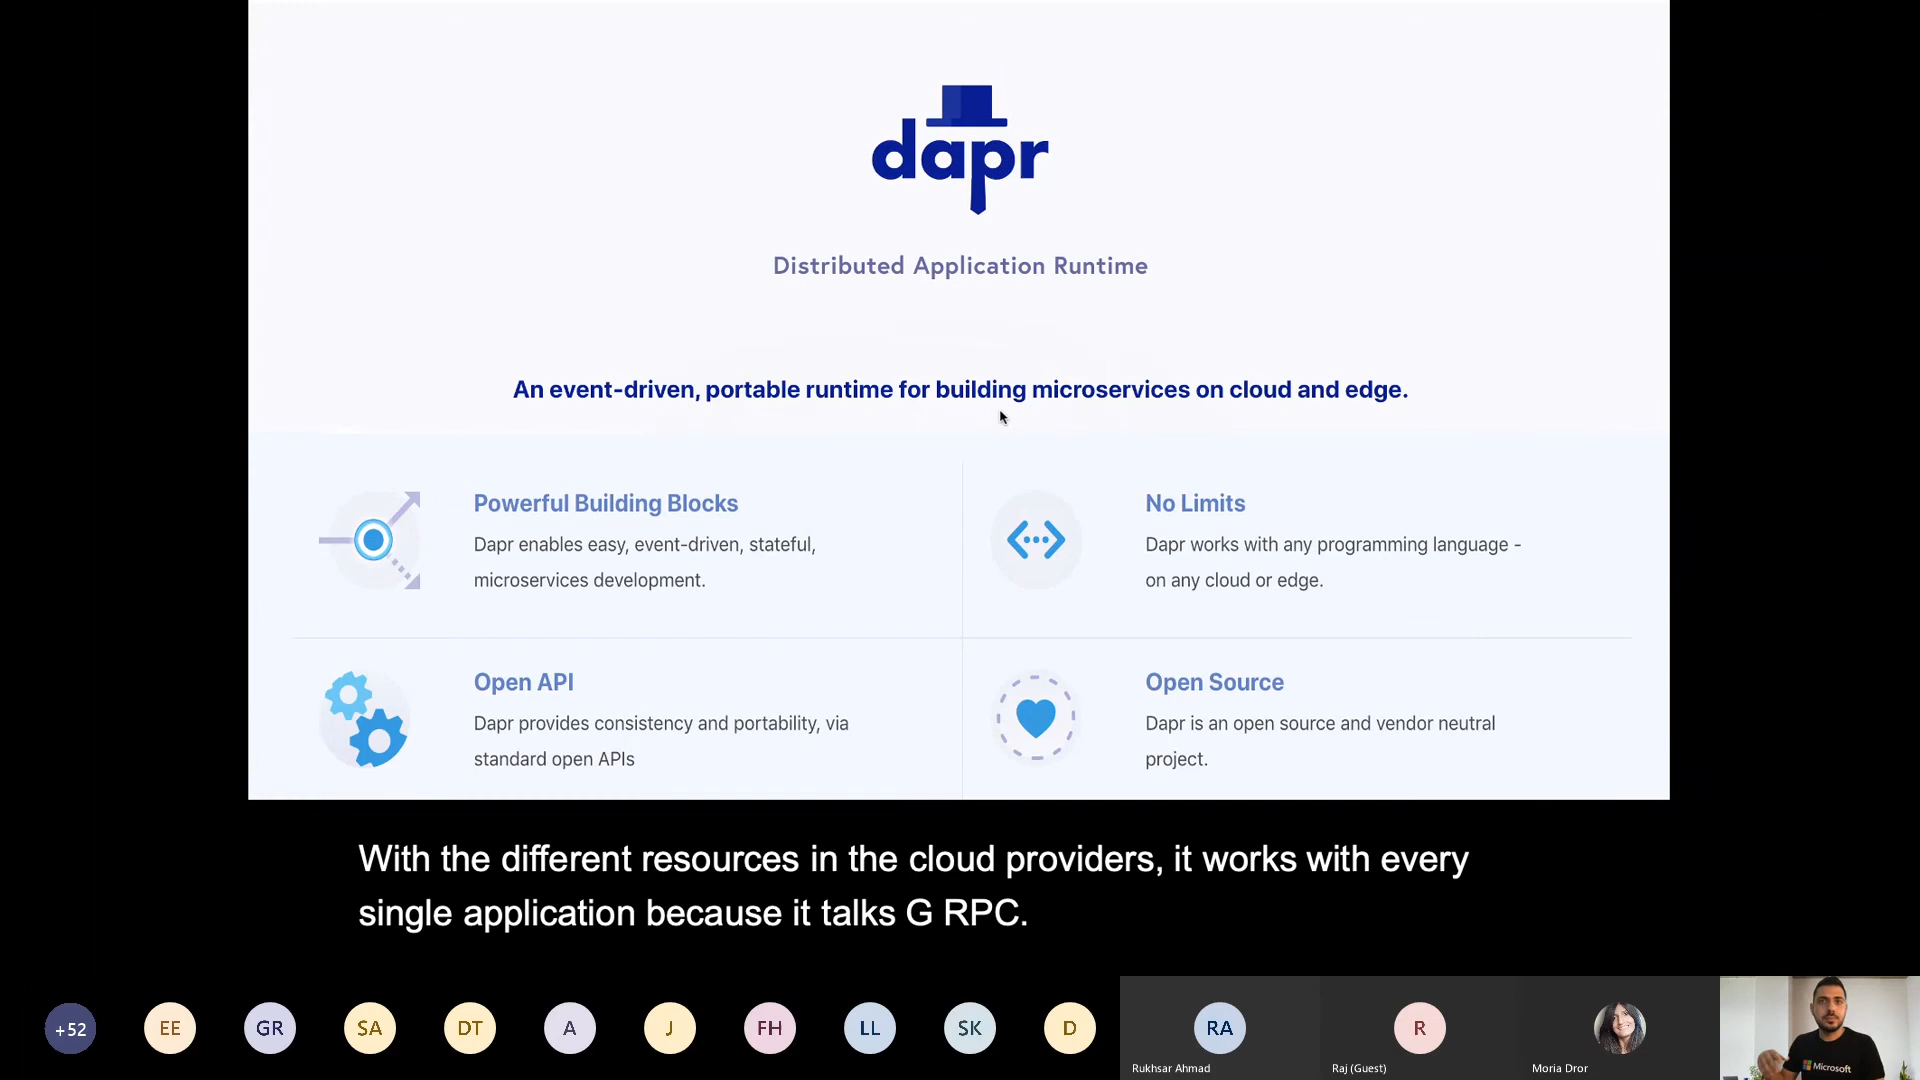 dapr
Distributed Application Runtime
An event-driven, portable runtime for building microservices on cloud and edge.
Powerful Building Blocks
Dapr enables easy, event-driven, stateful,
microservices development.
No Limits
Dapr works with any programming language -
on any cloud or edge.
Open API
Dapr provides consistency and portability, via
standard open APIs
Open Source
Dapr is an open source and vendor neutral
project.
With the different resources in the cloud providers, it works with every
single application because it talks G RPC.
+52
EE
GR
SA
DT
A
J
FH
LL
SK
D
RA
Rukhsar Ahmad
R
Raj (Guest)
Moria Dror
Microsoft